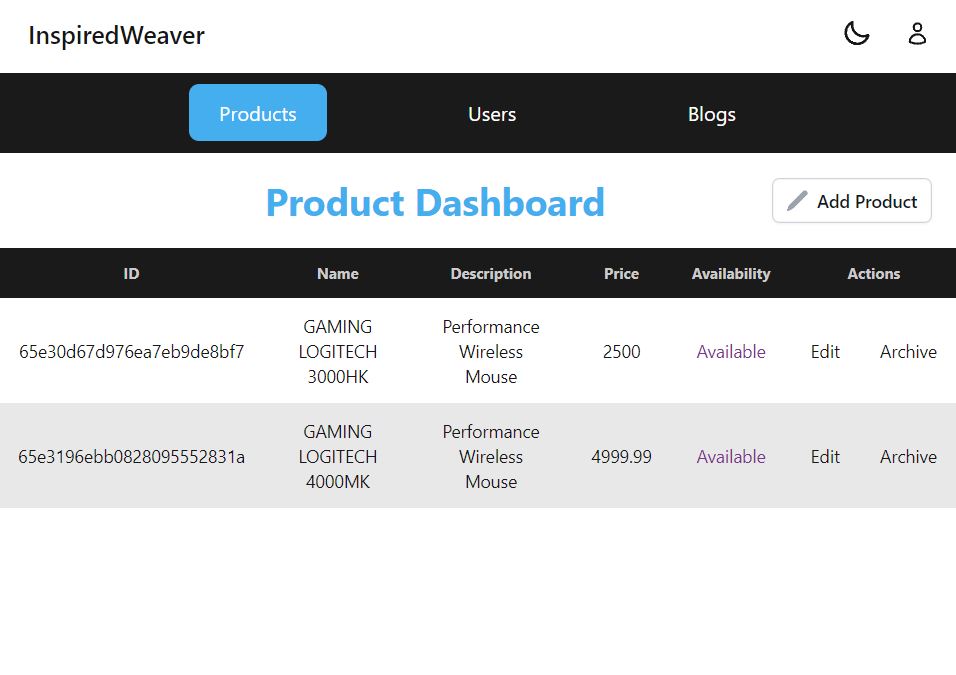 InspiredWeaver
Products Users Blogs
Product Dashboard
Add Product
ID Name Description Price Availability Actions
65e30d67d976ea7eb9de8bf7
GAMING
LOGITECH
3000HK
Performance
Wireless
Mouse
2500
Available
Edit
Archive
65e3196ebb0828095552831a
GAMING
LOGITECH
4000MK
Performance
Wireless
Mouse
4999.99
Available
Edit
Archive